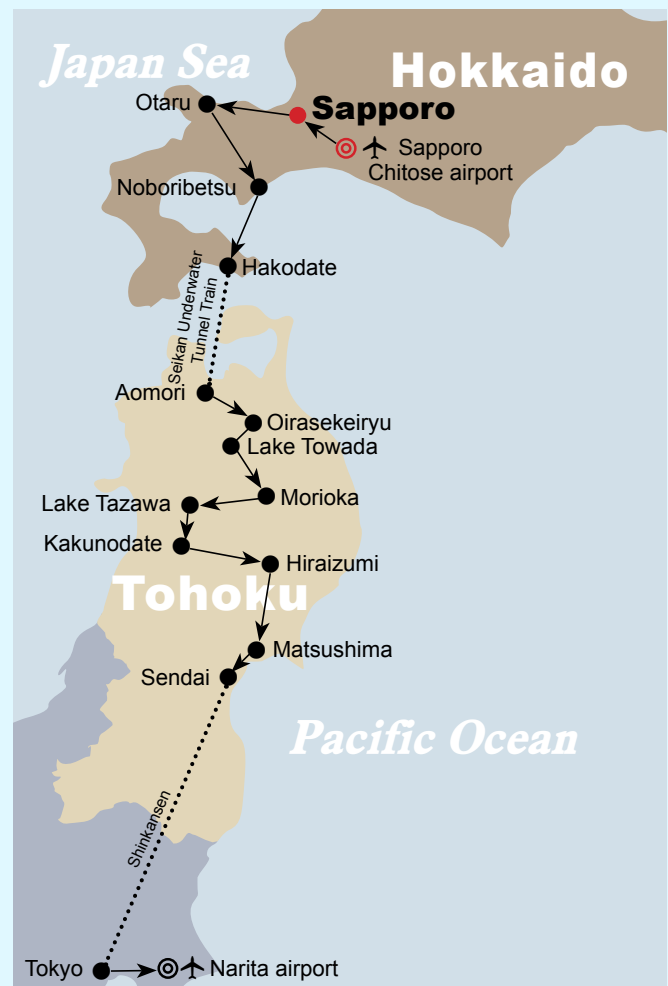 Japan Sea
Hokkaido
Otaru
Sapporo
Sapporo
Chitose airport
Noboribetsu
Hakodate
Seikan Underwater
Tunnel Train
Aomori
Oirasekeiryu
Lake Towada
Morioka
Lake Tazawa
Kakunodate
Hiraizumi
Tohoku
Matsushima
Sendai
Pacific Ocean
Shinkansen
Tokyo
Narita airport